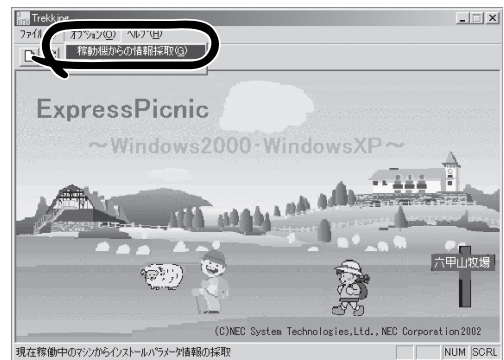 Trekking
ファイル オプション(O) ヘルプ(H)
稼動機からの情報採取(G)
ExpressPicnic
～Windows2000･WindowsXP～
六甲山牧場
(C)NEC System Technologies,Ltd., NEC Corporation2002
現在稼働中のマシンからインストールパラメータ情報の採取
NUM SCRL